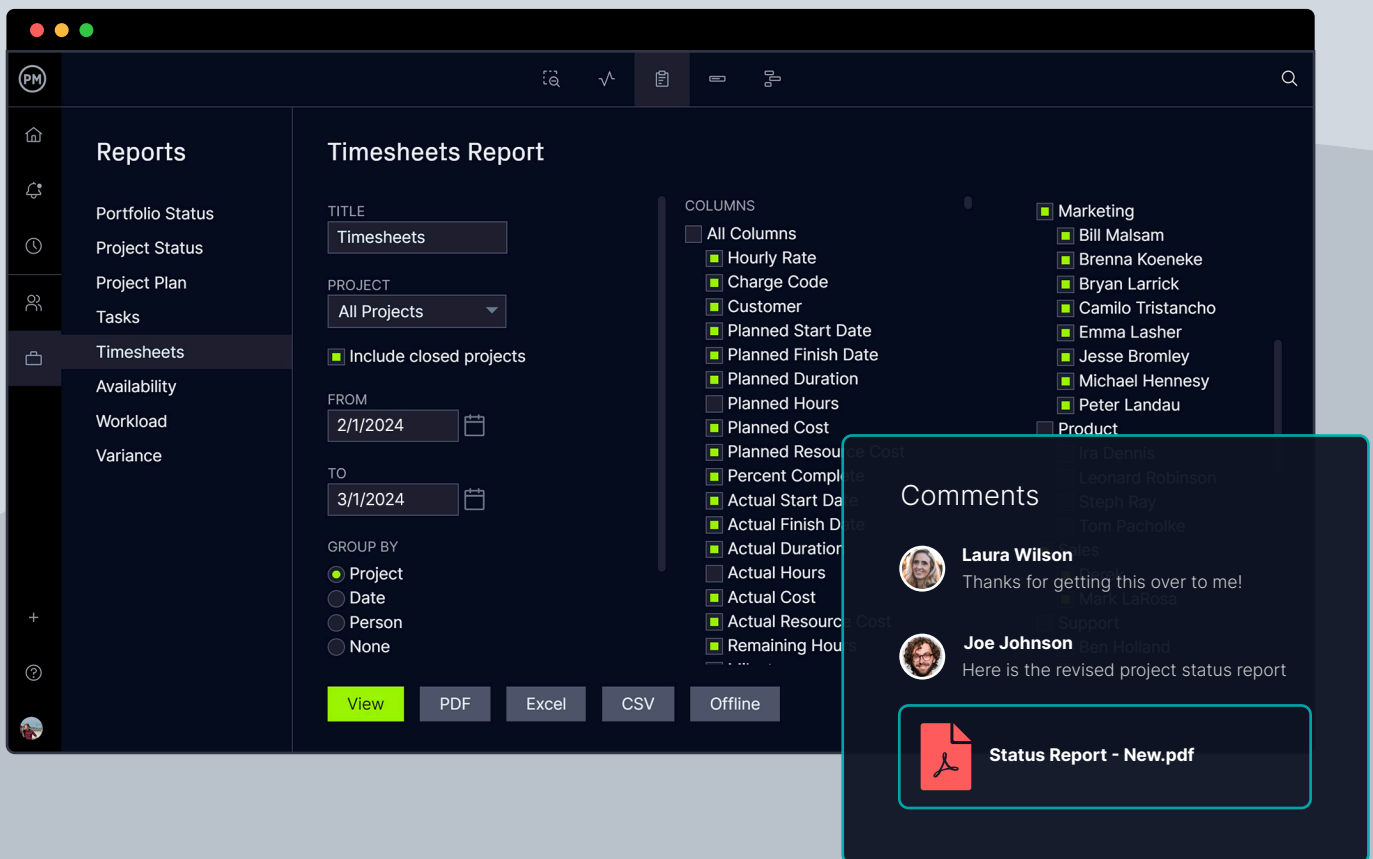 PM
Reports
Portfolio Status
Project Status
Project Plan
Tasks
Timesheets
Availability
Workload
Variance
Timesheets Report
TITLE
Timesheets
PROJECT
All Projects
Include closed projects
FROM
2/1/2024
TO
3/1/2024
GROUP BY
Project
Date
Person
None
View
PDF
Excel
CSV
Offline
COLUMNS
All Columns
Hourly Rate
Charge Code
Customer
Planned Start Date
Planned Finish Date
Planned Duration
Planned Hours
Planned Cost
Planned Resource Cost
Percent Complete
Actual Start Date
Actual Finish Date
Actual Duration
Actual Hours
Actual Cost
Actual Resource Cost
Remaining Hours
Marketing
Bill Malsam
Brenna Koeneke
Bryan Larrick
Camilo Tristancho
Emma Lasher
Jesse Bromley
Michael Hennesy
Peter Landau
Product
Ira Dennis
Leonard Robinson
Steph Ray
Tom Pacholke
Sales
Mark LaRosa
Support
Ben Holland
Comments
Laura Wilson
Thanks for getting this over to me!
Joe Johnson
Here is the revised project status report
Status Report - New.pdf